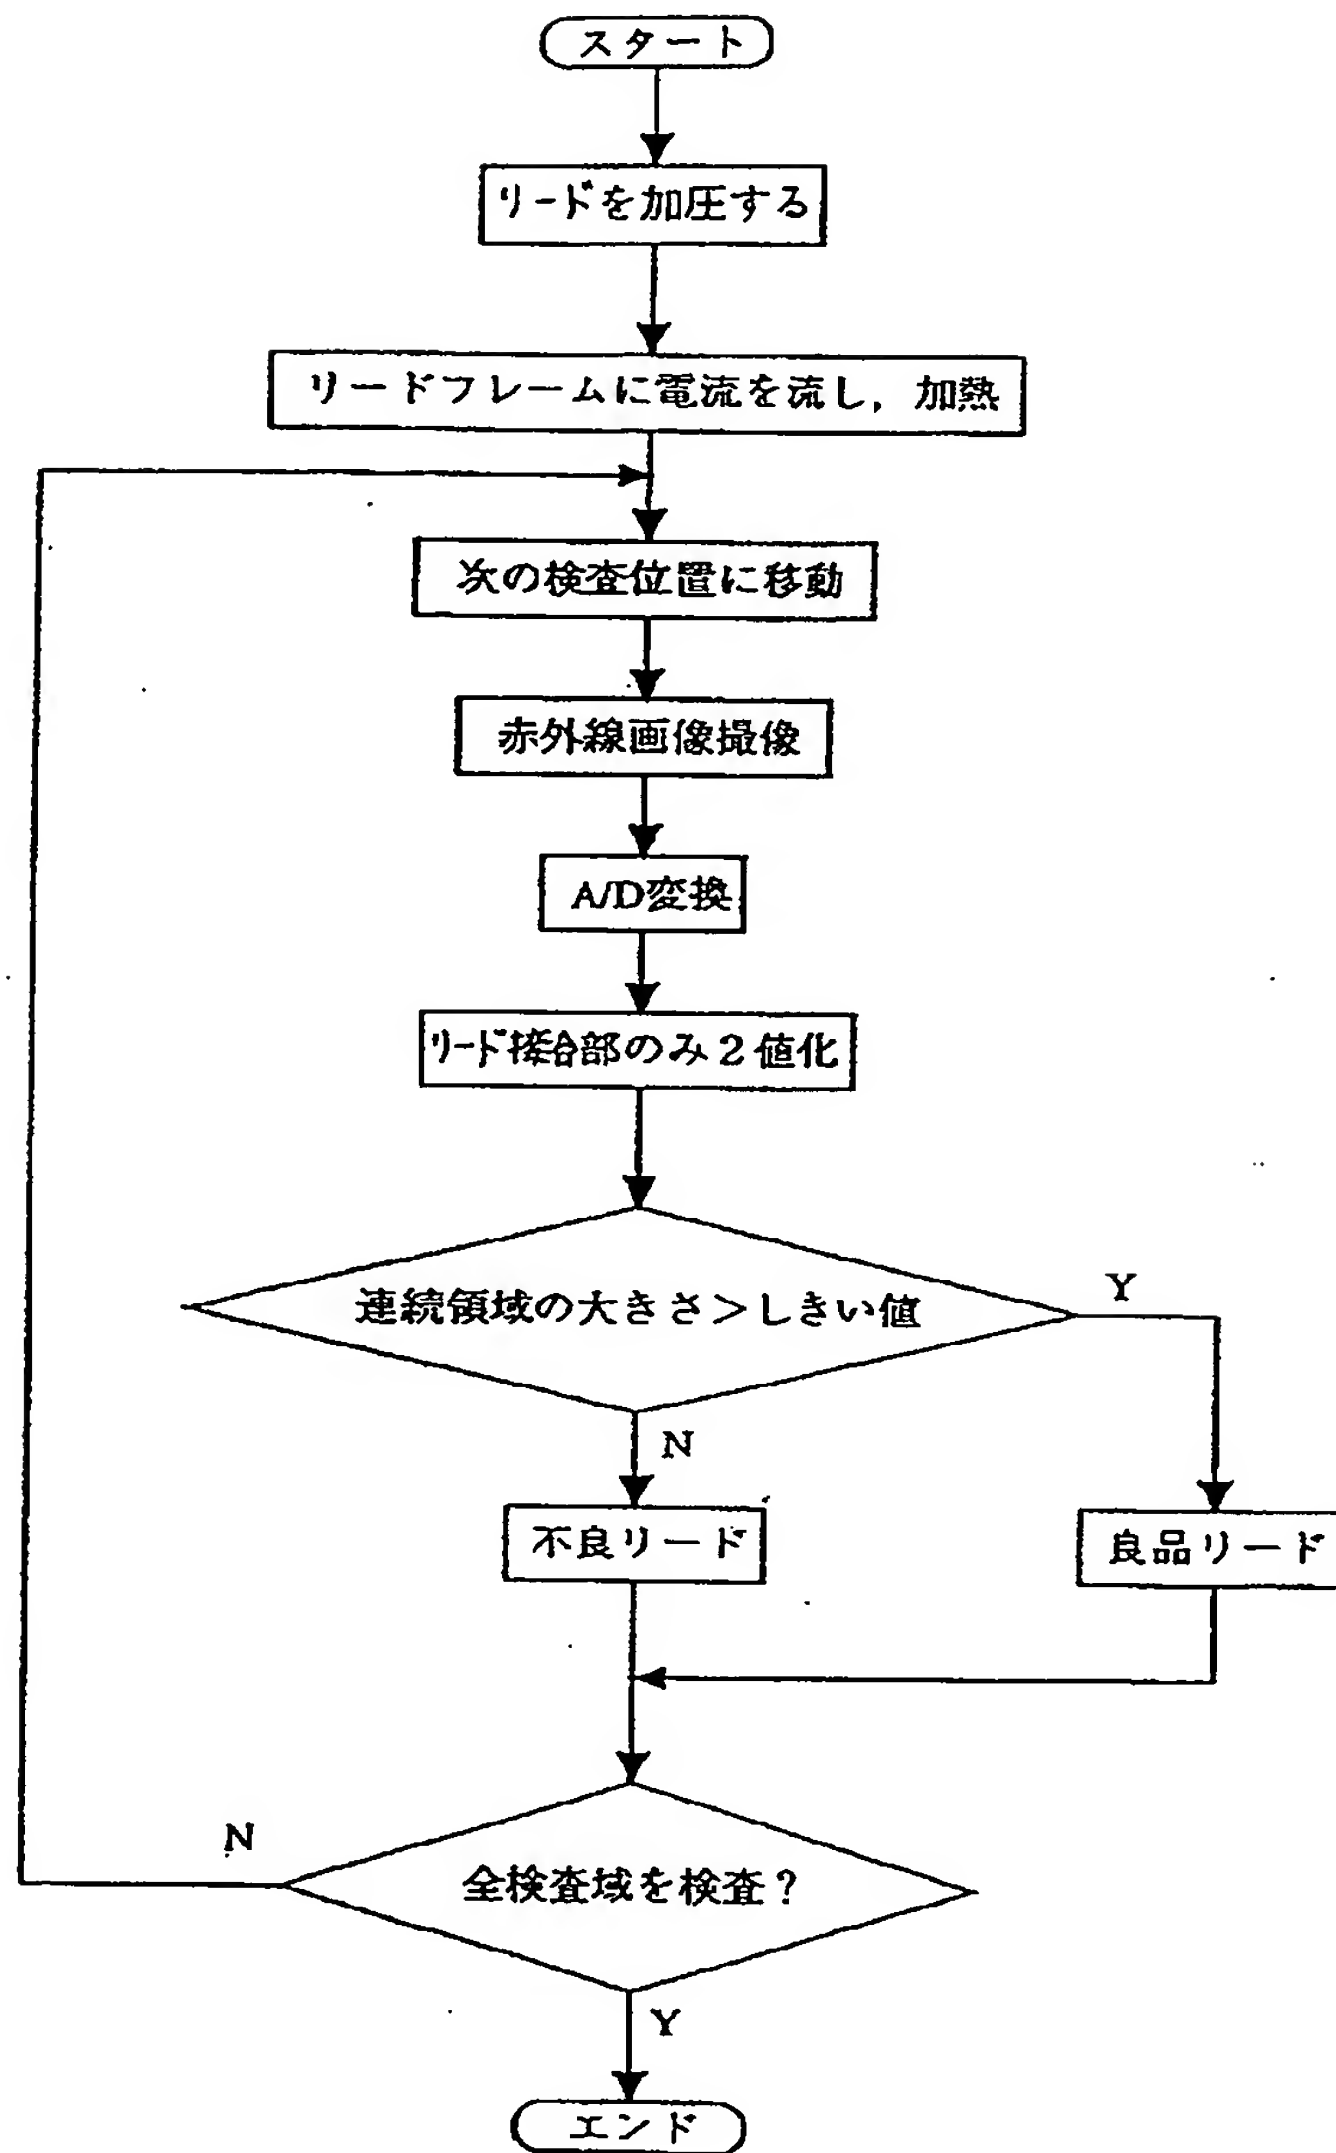 スタート
リードを加圧する
リードフレームに電流を流し，加熱
次の検査位置に移動
赤外線画像撮像
A/D変換
リード接合部のみ２値化
連続領域の大きさ＞しきい値
Y
N
不良リード
良品リード
N
全検査域を検査？
Y
エンド